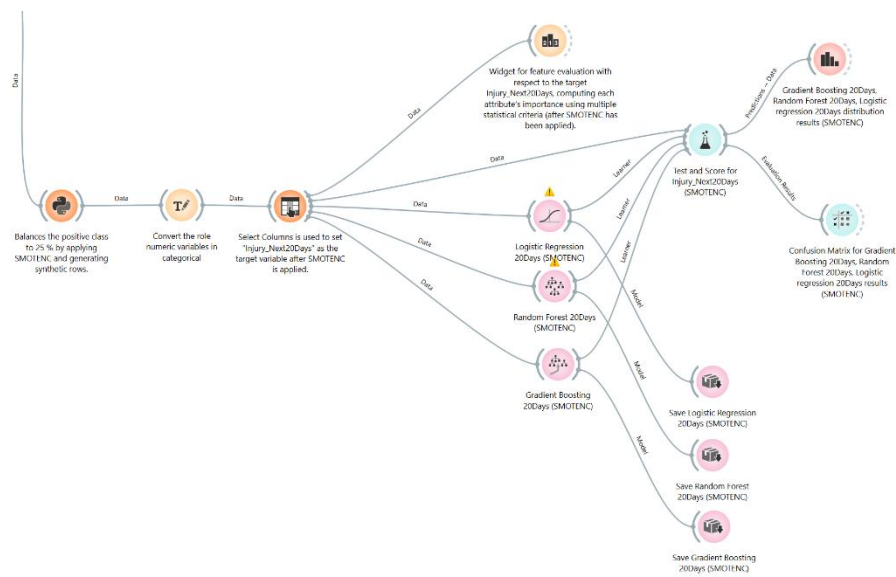 Data
Balances the positive class
to 25 % by applying
SMOTENC and generating
synthetic rows.
Data
Convert the role
numeric variables in
categorical
Data
Select Columns is used to set
"Injury_Next20Days" as the
target variable after SMOTENC
is applied.
Data
Widget for feature evaluation with
respect to the target
Injury_Next20Days, computing each
attribute's importance using multiple
statistical criteria (after SMOTENC has
been applied).
Data
Data
Logistic Regression
20Days (SMOTENC)
Data
Random Forest 20Days
(SMOTENC)
Data
Gradient Boosting
20Days (SMOTENC)
Learner
Learner
Learner
Test and Score for
Injury_Next20Days
(SMOTENC)
Predictions → Data
Gradient Boosting 20Days,
Random Forest 20Days, Logistic
regression 20Days distribution
results (SMOTENC)
Evaluation Results
Confusion Matrix for Gradient
Boosting 20Days, Random
Forest 20Days, Logistic
regression 20Days results
(SMOTENC)
Model
Save Logistic Regression
20Days (SMOTENC)
Model
Save Random Forest
20Days (SMOTENC)
Model
Save Gradient Boosting
20Days (SMOTENC)